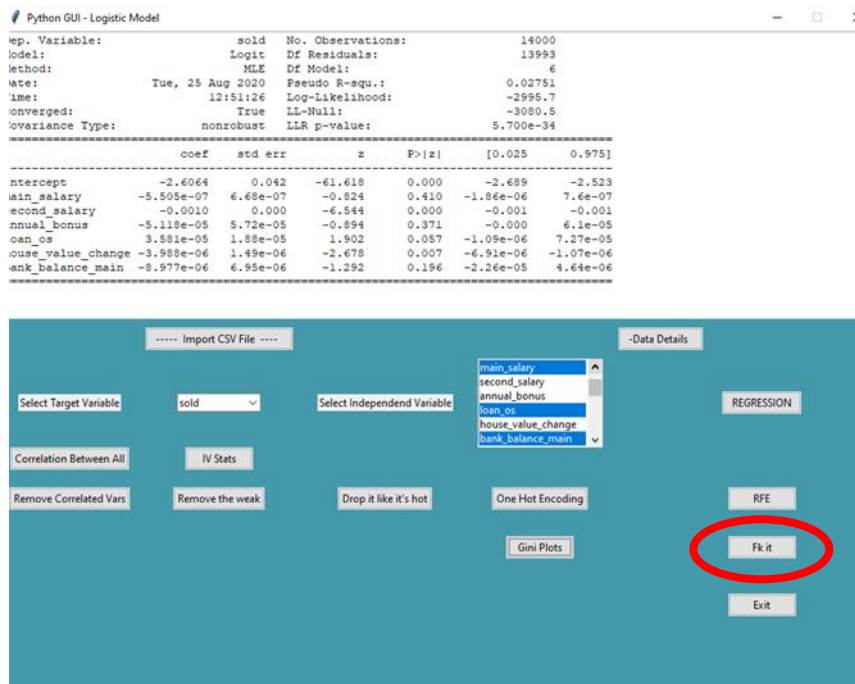 Python GUI - Logistic Model
ep. Variable: sold No. Observations: 14000
odel: Logit Df Residuals: 13993
ethod: MLE Df Model: 6
ate: Tue, 25 Aug 2020 Pseudo R-squ.: 0.02751
ime: 12:51:26 Log-Likelihood: -2995.7
onverged: True LL-Null: -3080.5
ovariance Type: nonrobust LLR p-value: 5.700e-34
coef std err z P>|z| [0.025 0.975]
ntercept -2.6064 0.042 -61.618 0.000 -2.689 -2.523
ain_salary -5.505e-07 6.68e-07 -0.824 0.410 -1.86e-06 7.6e-07
econd_salary -0.0010 0.000 -6.544 0.000 -0.001 -0.001
nnual_bonus -5.118e-05 5.72e-05 -0.894 0.371 -0.000 6.1e-05
oan_os 3.581e-05 1.88e-05 1.902 0.057 -1.09e-06 7.27e-05
ouse_value_change -3.988e-06 1.49e-06 -2.678 0.007 -6.91e-06 -1.07e-06
ank_balance_main -8.977e-06 6.95e-06 -1.292 0.196 -2.26e-05 4.64e-06
----- Import CSV File ----
-Data Details
Select Target Variable
sold
Select Independend Variable
main_salary
second_salary
annual_bonus
loan_os
house_value_change
bank_balance_main
REGRESSION
Correlation Between All
IV Stats
Remove Correlated Vars
Remove the weak
Drop it like it's hot
One Hot Encoding
RFE
Gini Plots
Fk it
Exit